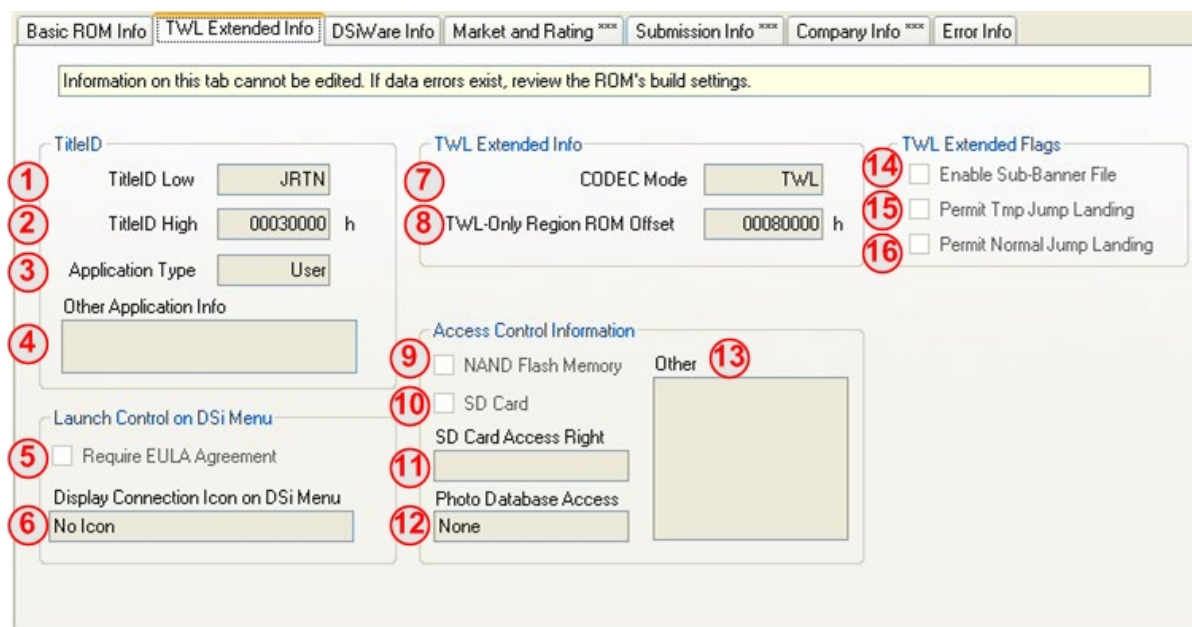 Basic ROM Info TWL Extended Info DSiWare Info Market and Rating *** Submission Info *** Company Info *** Error Info
Information on this tab cannot be edited. If data errors exist, review the ROM's build settings.
TitleID
1 TitleID Low JRTN
2 TitleID High 00030000 h
3 Application Type User
Other Application Info
4
Launch Control on DSi Menu
5 Require EULA Agreement
Display Connection Icon on DSi Menu
6 No Icon
TWL Extended Info
7 CODEC Mode TWL
8 TWL-Only Region ROM Offset 00080000 h
Access Control Information
9 NAND Flash Memory
10 SD Card
SD Card Access Right
11
Photo Database Access
12 None
Other 13
TWL Extended Flags
14 Enable Sub-Banner File
15 Permit Tmp Jump Landing
16 Permit Normal Jump Landing